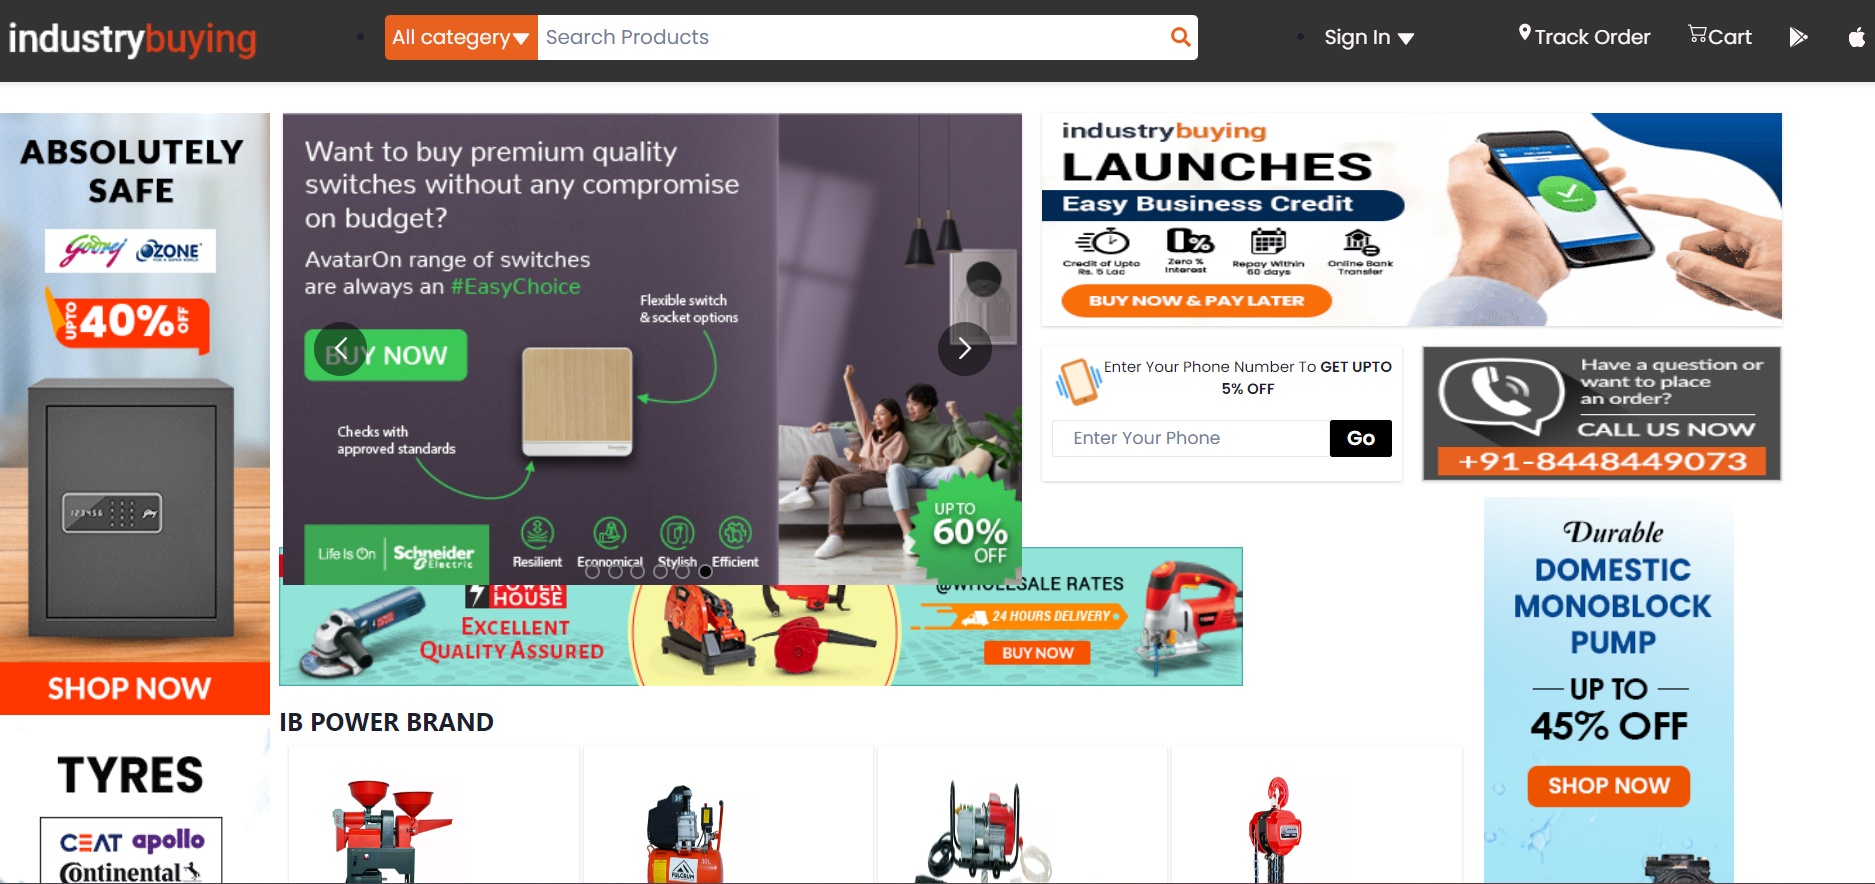 industrybuying
All categery
Search Products
Sign In
Track Order
Cart
ABSOLUTELY
SAFE
Godrej OZONE
UPTO 40% OFF
123456
SHOP NOW
TYRES
CEAT apollo
Continental
Want to buy premium quality
switches without any compromise
on budget?
AvatarOn range of switches
are always an #EasyChoice
Flexible switch
& socket options
BUY NOW
Checks with
approved standards
Life Is On Schneider Electric
Resilient Economical Stylish Efficient
UP TO
60%
OFF
industrybuying
LAUNCHES
Easy Business Credit
Credit of Upto
Rs. 5 Lac
Zero %
Interest
Repay Within
60 days
Online Bank
Transfer
BUY NOW & PAY LATER
Enter Your Phone Number To GET UPTO
5% OFF
Enter Your Phone
Go
Have a question or
want to place
an order?
CALL US NOW
+91-8448449073
POWER
HOUSE
EXCELLENT
QUALITY ASSURED
@WHOLESALE RATES
24 HOURS DELIVERY
BUY NOW
Durable
DOMESTIC
MONOBLOCK
PUMP
UP TO
45% OFF
SHOP NOW
IB POWER BRAND